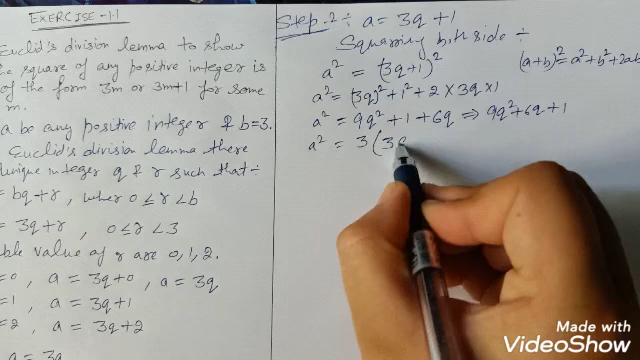 EXERCISE - 1.1
Euclid's division lemma to show
the square of any positive integer is
of the form 3m or 3m+1 for some
m.
a be any positive integer & b=3.
Euclid's division lemma there
unique integer q & r such that ÷
= bq+r, wher 0 ≤ r < b
= 3q + r , 0 ≤ r < 3
ble value of r are 0, 1, 2.
=0 , a = 3q+0 , a = 3q
=1 , a = 3q+1
=2 , a = 3q+2
a = 3q
Step-2 ÷ a = 3q + 1
Squaring both side ÷
a² = (3q+1)² (a+b)² = a²+b²+2ab
a² = (3q)² + 1² + 2 × 3q × 1
a² = 9q² + 1 + 6q ⇒ 9q²+6q+1
a² = 3(3q
Made with
VideoShow